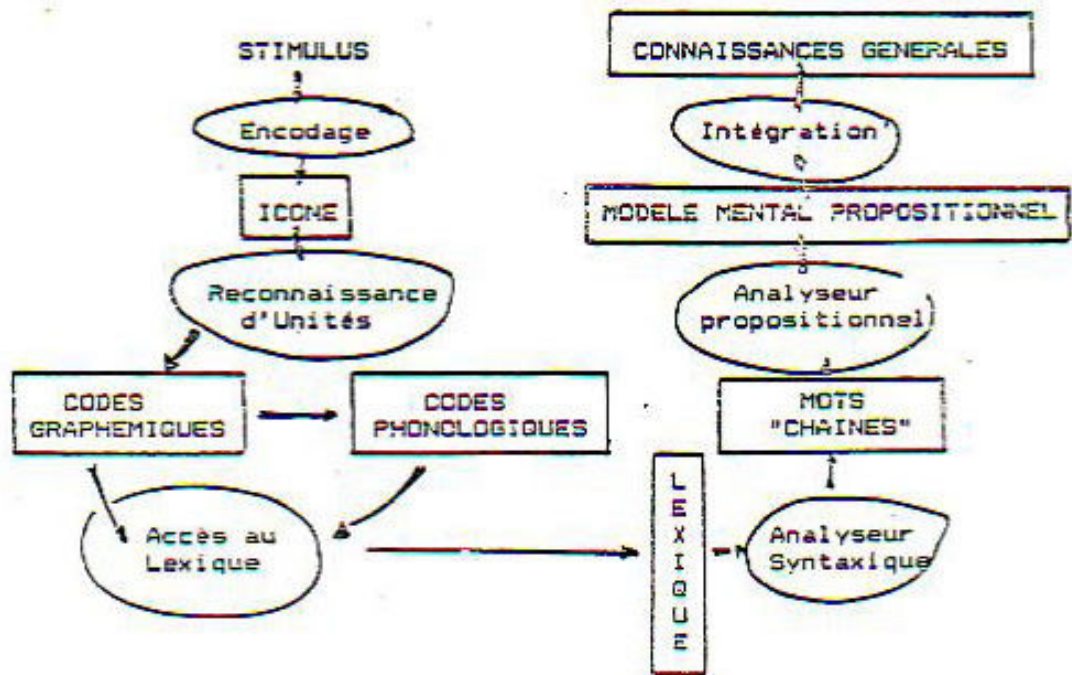 STIMULUS
Encodage
ICONE
Reconnaissance
d'Unités
CODES
GRAPHEMIQUES
CODES
PHONOLOGIQUES
Accès au
Lexique
LEXIQUE
Analyseur
Syntaxique
MOTS
"CHAINES"
Analyseur
propositionnel
MODELE MENTAL PROPOSITIONNEL
Intégration
CONNAISSANCES GENERALES